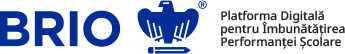 BRIO®
Platforma Digitală
pentru Îmbunătățirea
Performanței Școlare